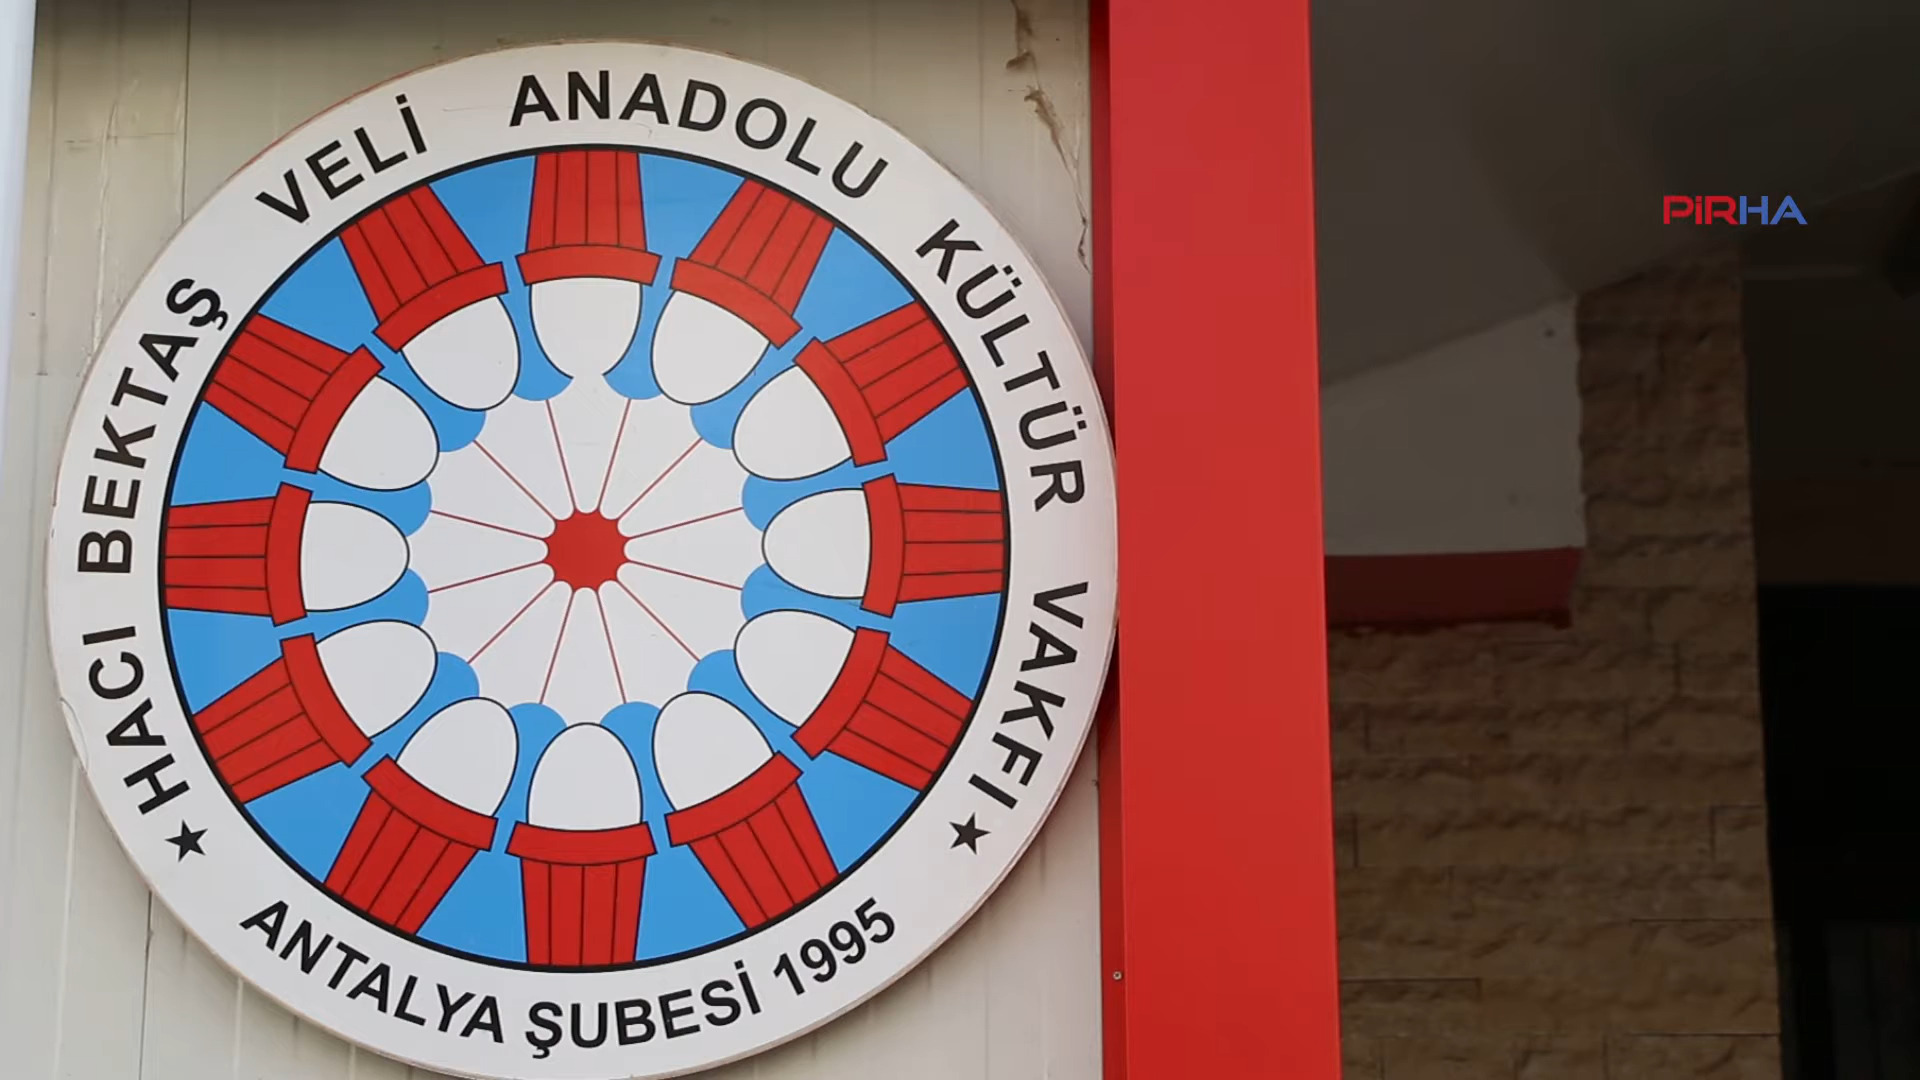 HACI BEKTAŞ VELİ ANADOLU KÜLTÜR VAKFI
ANTALYA ŞUBESİ 1995
PİRHA